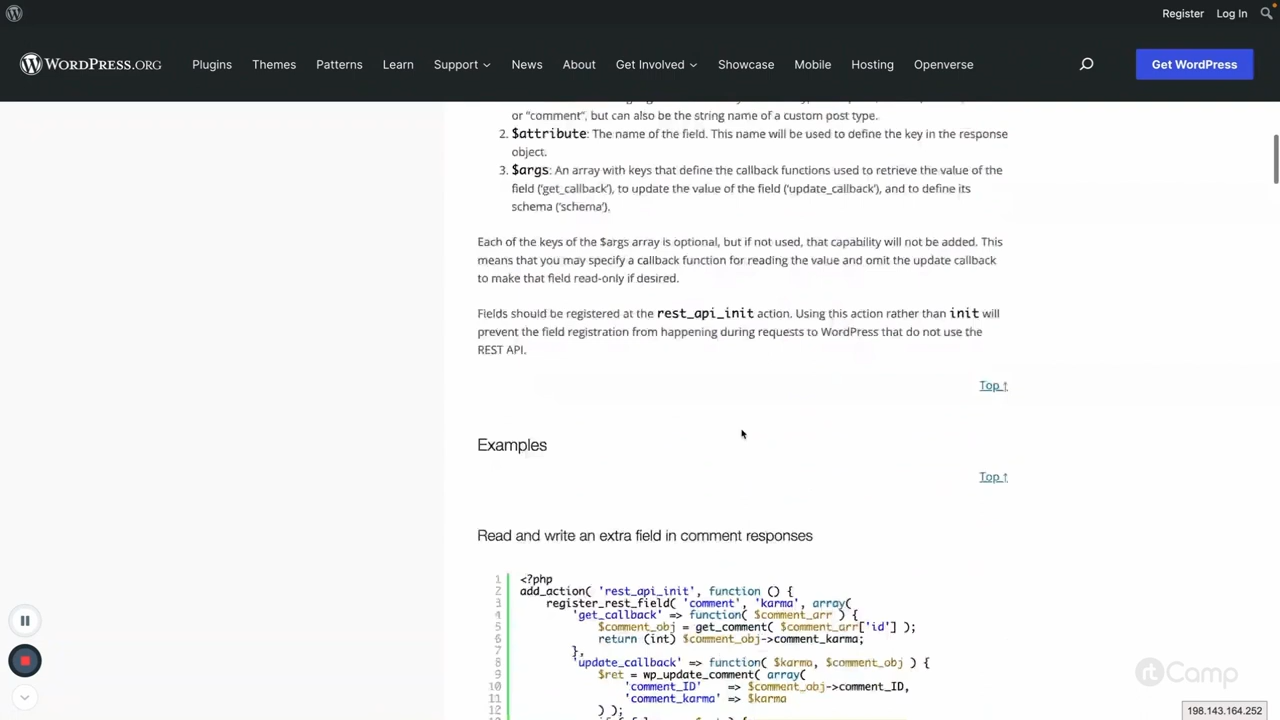 Register Log In
WORDPRESS.ORG Plugins Themes Patterns Learn Support News About Get Involved Showcase Mobile Hosting Openverse Get WordPress
or “comment”, but can also be the string name of a custom post type.
2. $attribute: The name of the field. This name will be used to define the key in the response
object.
3. $args: An array with keys that define the callback functions used to retrieve the value of the
field (‘get_callback’), to update the value of the field (‘update_callback’), and to define its
schema (‘schema’).
Each of the keys of the $args array is optional, but if not used, that capability will not be added. This
means that you may specify a callback function for reading the value and omit the update callback
to make that field read-only if desired.
Fields should be registered at the rest_api_init action. Using this action rather than init will
prevent the field registration from happening during requests to WordPress that do not use the
REST API.
Top ↑
Examples
Top ↑
Read and write an extra field in comment responses
1 <?php
2 add_action( 'rest_api_init', function () {
3 register_rest_field( 'comment', 'karma', array(
4 'get_callback' => function( $comment_arr ) {
5 $comment_obj = get_comment( $comment_arr['id'] );
6 return (int) $comment_obj->comment_karma;
7 },
8 'update_callback' => function( $karma, $comment_obj ) {
9 $ret = wp_update_comment( array(
10 'comment_ID' => $comment_obj->comment_ID,
11 'comment_karma' => $karma
12 ) );
rtCamp
198.143.164.252